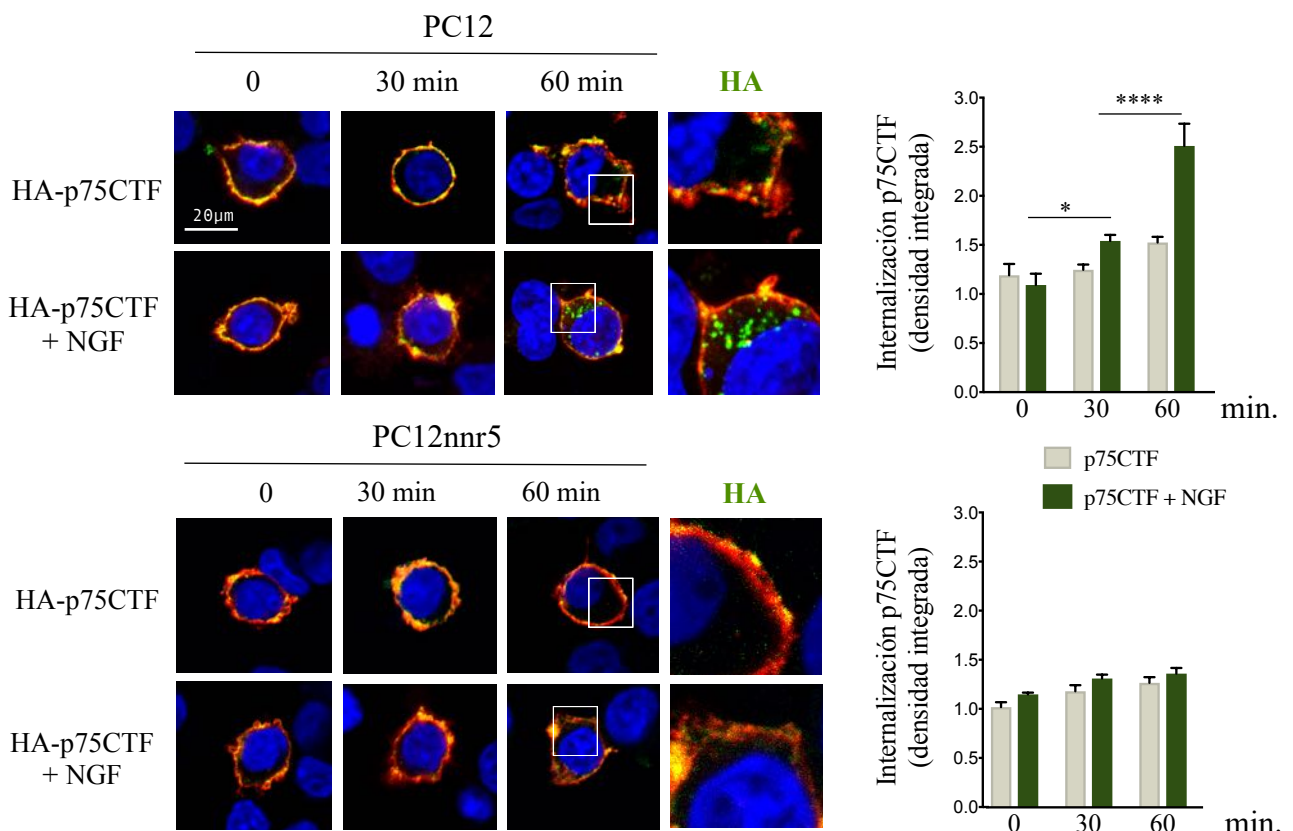 PC12
0 30 min 60 min HA
HA-p75CTF
20µm
HA-p75CTF
+ NGF
Internalización p75CTF
(densidad integrada)
3.0
2.5
2.0
1.5
1.0
0.5
0.0
*
****
0 30 60 min.
p75CTF
p75CTF + NGF
PC12nnr5
0 30 min 60 min HA
HA-p75CTF
HA-p75CTF
+ NGF
Internalización p75CTF
(densidad integrada)
3.0
2.5
2.0
1.5
1.0
0.5
0.0
0 30 60 min.